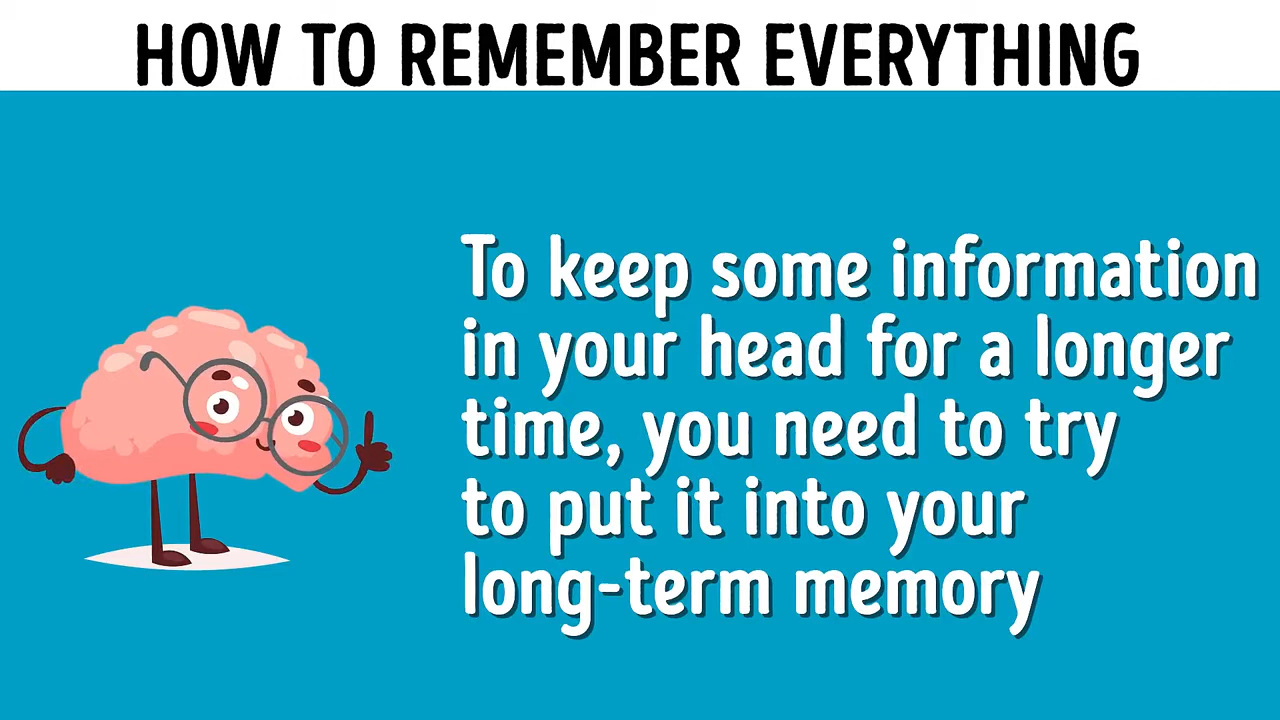 HOW TO REMEMBER EVERYTHING
To keep some information
in your head for a longer
time, you need to try
to put it into your
long-term memory